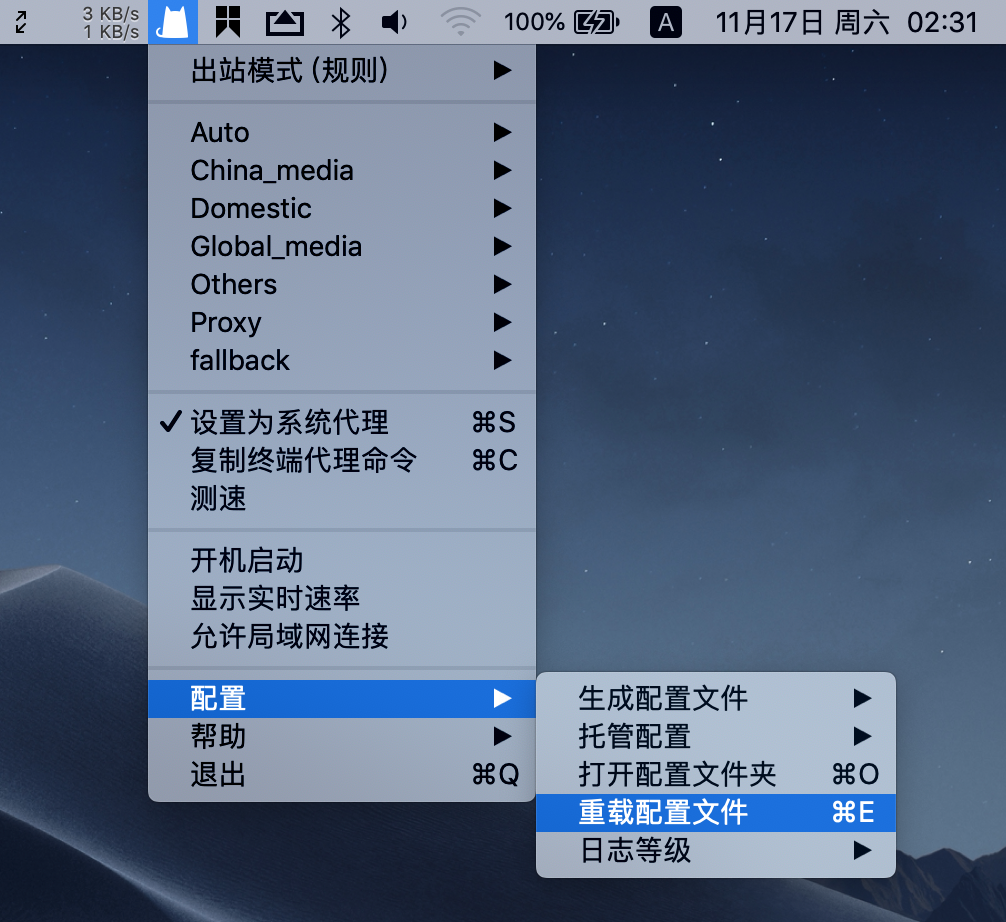 3 KB/s
1 KB/s
100%
A
11月17日 周六 02:31
出站模式 (规则)
Auto
China_media
Domestic
Global_media
Others
Proxy
fallback
✓ 设置为系统代理 ⌘S
复制终端代理命令 ⌘C
测速
开机启动
显示实时速率
允许局域网连接
配置
帮助
退出 ⌘Q
生成配置文件
托管配置
打开配置文件夹 ⌘O
重载配置文件 ⌘E
日志等级